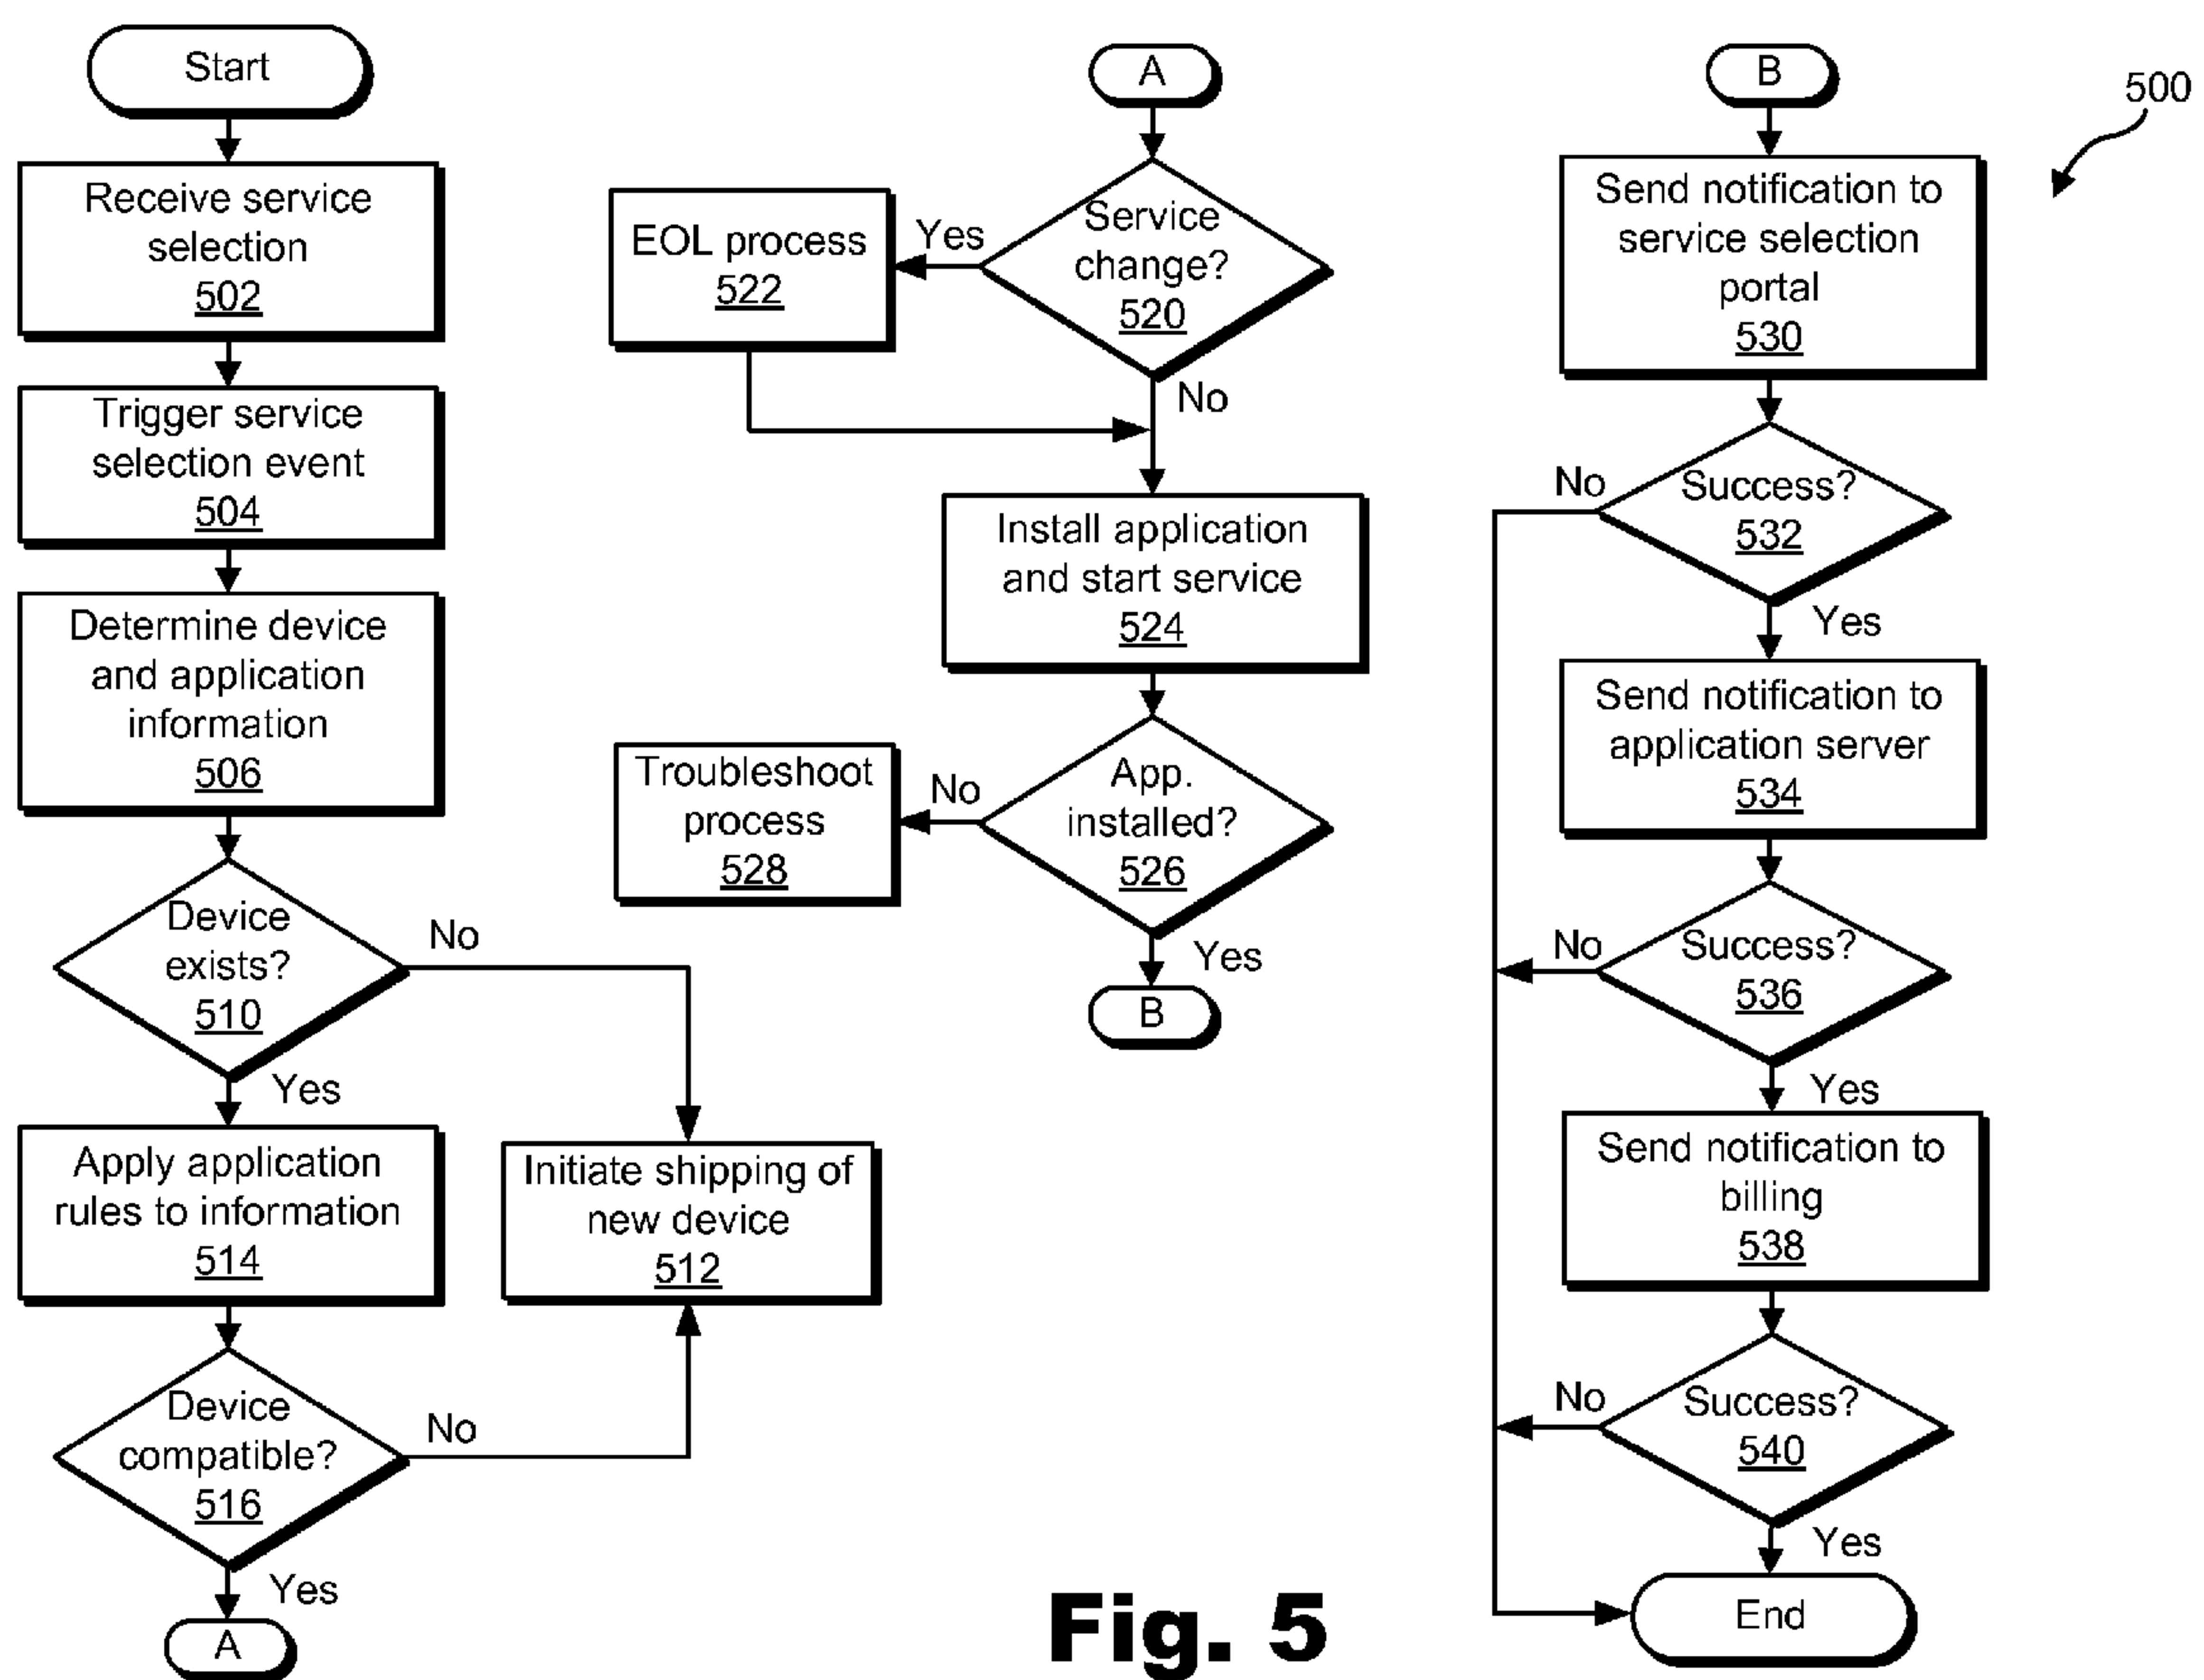 Start
Receive service
selection
502
Trigger service
selection event
504
Determine device
and application
information
506
Device
exists?
510
No
Yes
Apply application
rules to information
514
Initiate shipping of
new device
512
Device
compatible?
516
No
Yes
A
A
Service
change?
520
Yes
EOL process
522
No
Install application
and start service
524
App.
installed?
526
No
Troubleshoot
process
528
Yes
B
B
500
Send notification to
service selection
portal
530
Success?
532
No
Yes
Send notification to
application server
534
Success?
536
No
Yes
Send notification to
billing
538
Success?
540
No
Yes
End
Fig. 5